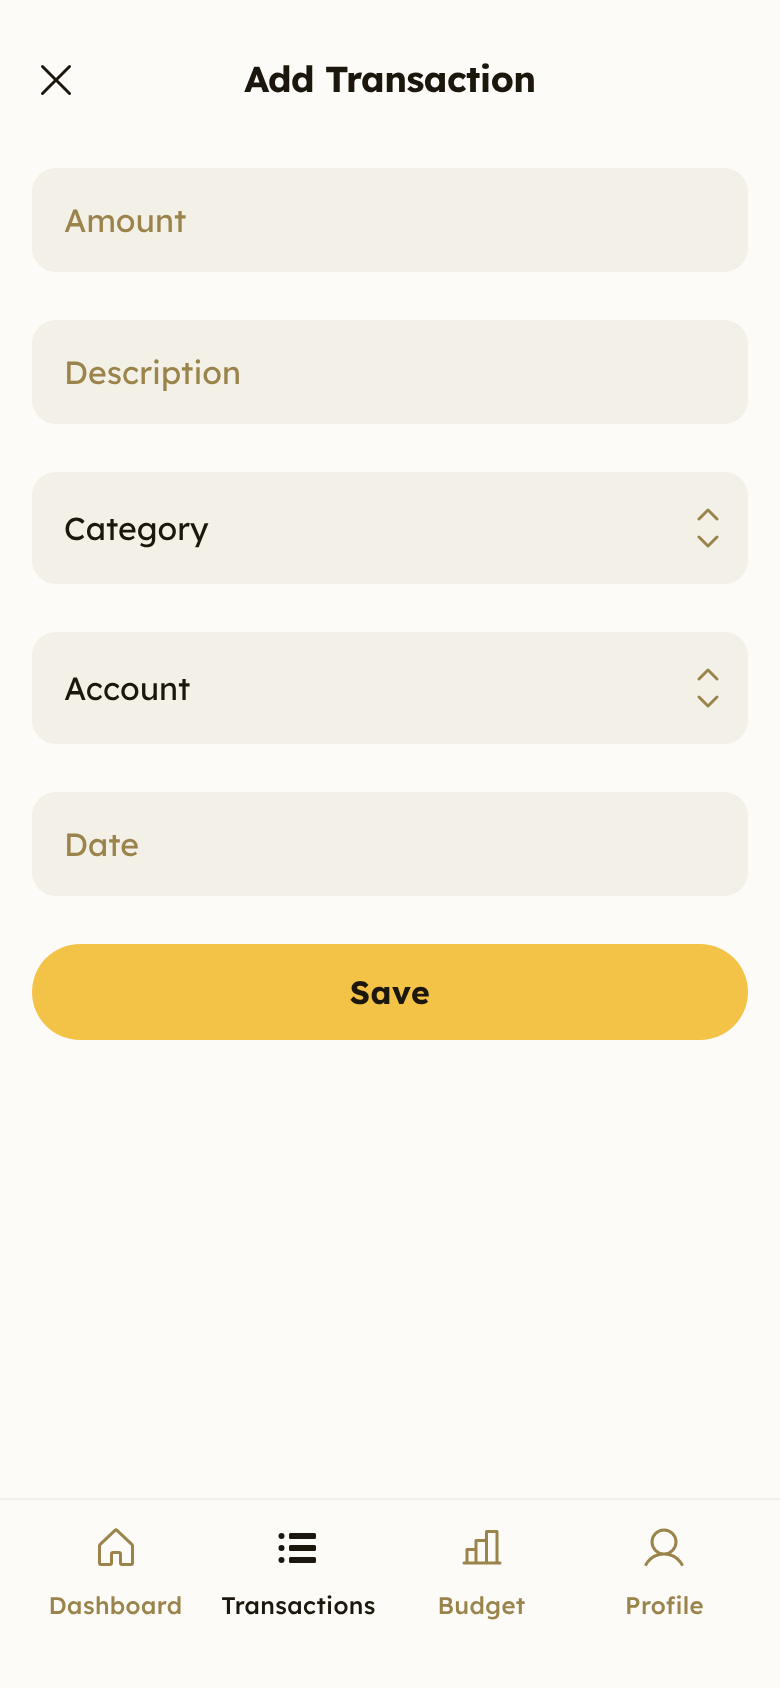 Add Transaction
Amount
Description
Category
Account
Date
Save
Dashboard
Transactions
Budget
Profile